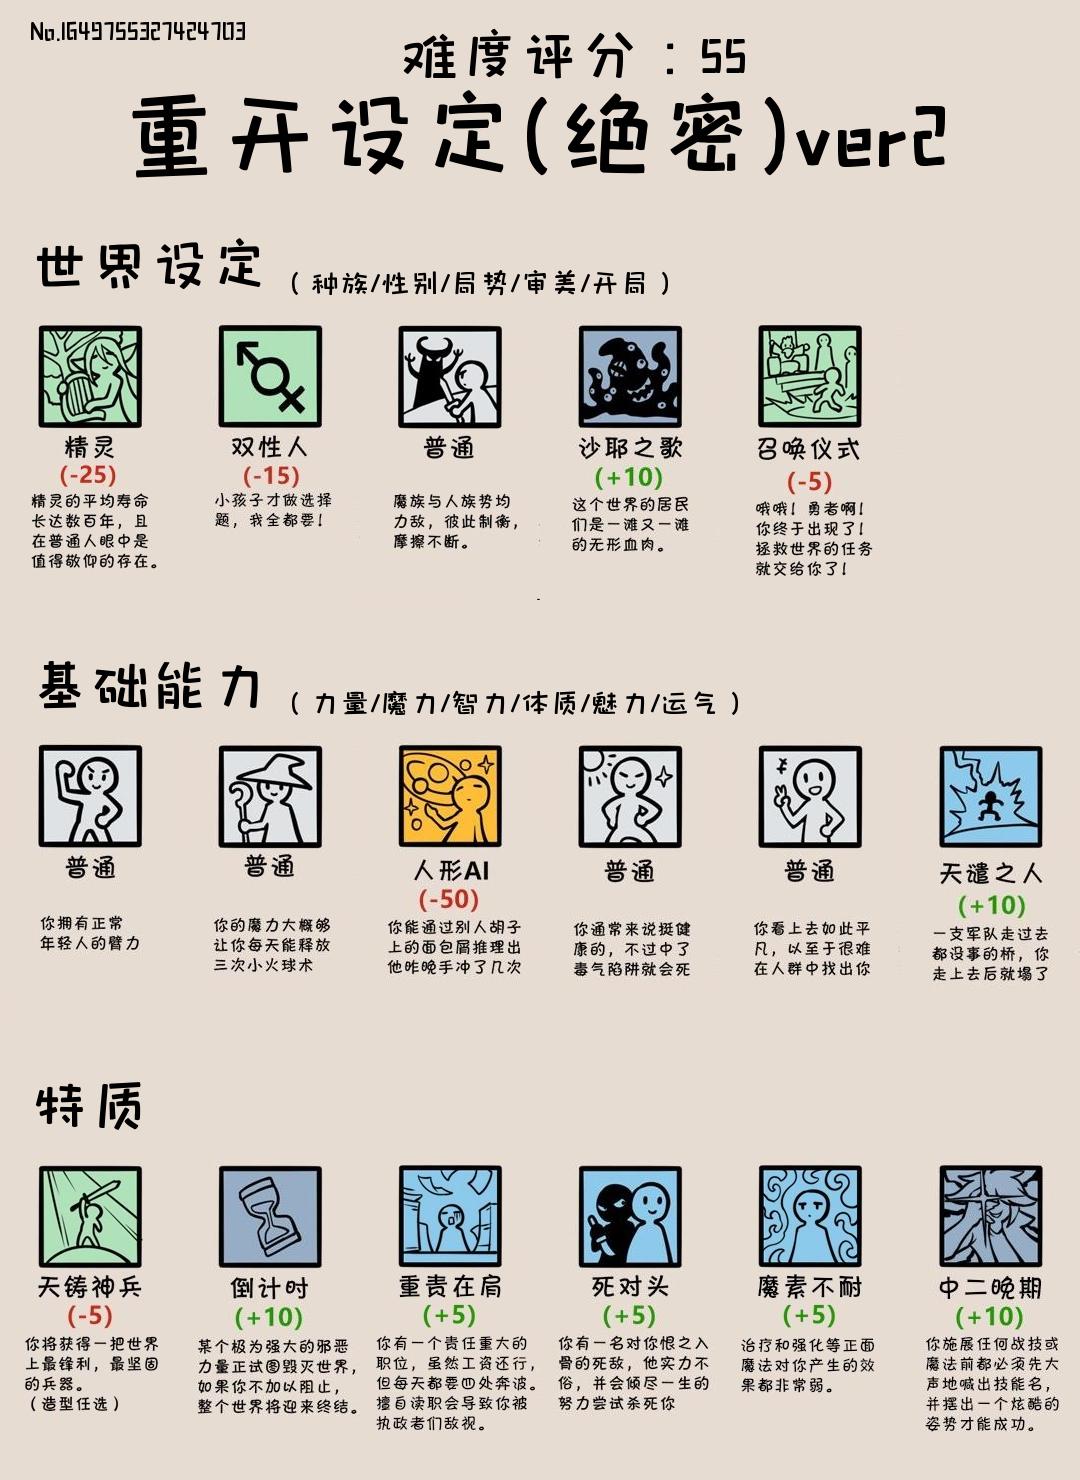 No.1649755327424703
难度评分：55
重开设定(绝密)ver2
世界设定（种族/性别/局势/审美/开局）
精灵
(-25)
精灵的平均寿命
长达数百年，且
在普通人眼中是
值得敬仰的存在。
双性人
(-15)
小孩子才做选择
题，我全都要！
普通
魔族与人族势均
力敌，彼此制衡，
摩擦不断。
沙耶之歌
(+10)
这个世界的居民
们是一滩又一滩
的无形血肉。
召唤仪式
(-5)
哦哦！勇者啊！
你终于出现了！
拯救世界的任务
就交给你了！
基础能力（力量/魔力/智力/体质/魅力/运气）
普通
你拥有正常
年轻人的臂力
普通
你的魔力大概够
让你每天能释放
三次小火球术
人形AI
(-50)
你能通过别人胡子
上的面包屑推理出
他昨晚手冲了几次
普通
你通常来说挺健
康的，不过中了
毒气陷阱就会死
普通
你看上去如此平
凡，以至于很难
在人群中找出你
天谴之人
(+10)
一支军队走过去
都没事的桥，你
走上去后就塌了
特质
天铸神兵
(-5)
你将获得一把世界
上最锋利，最坚固
的兵器。
（造型任选）
倒计时
(+10)
某个极为强大的邪恶
力量正试图毁灭世界，
如果你不加以阻止，
整个世界将迎来终结。
重责在肩
(+5)
你有一个责任重大的
职位，虽然工资还行，
但每天都要四处奔波。
擅自渎职会导致你被
执政者们敌视。
死对头
(+5)
你有一名对你恨之入
骨的死敌，他实力不
俗，并会倾尽一生的
努力尝试杀死你
魔素不耐
(+5)
治疗和强化等正面
魔法对你产生的效
果都非常弱。
中二晚期
(+10)
你施展任何战技或
魔法前都必须先大
声地喊出技能名，
并摆出一个炫酷的
姿势才能成功。